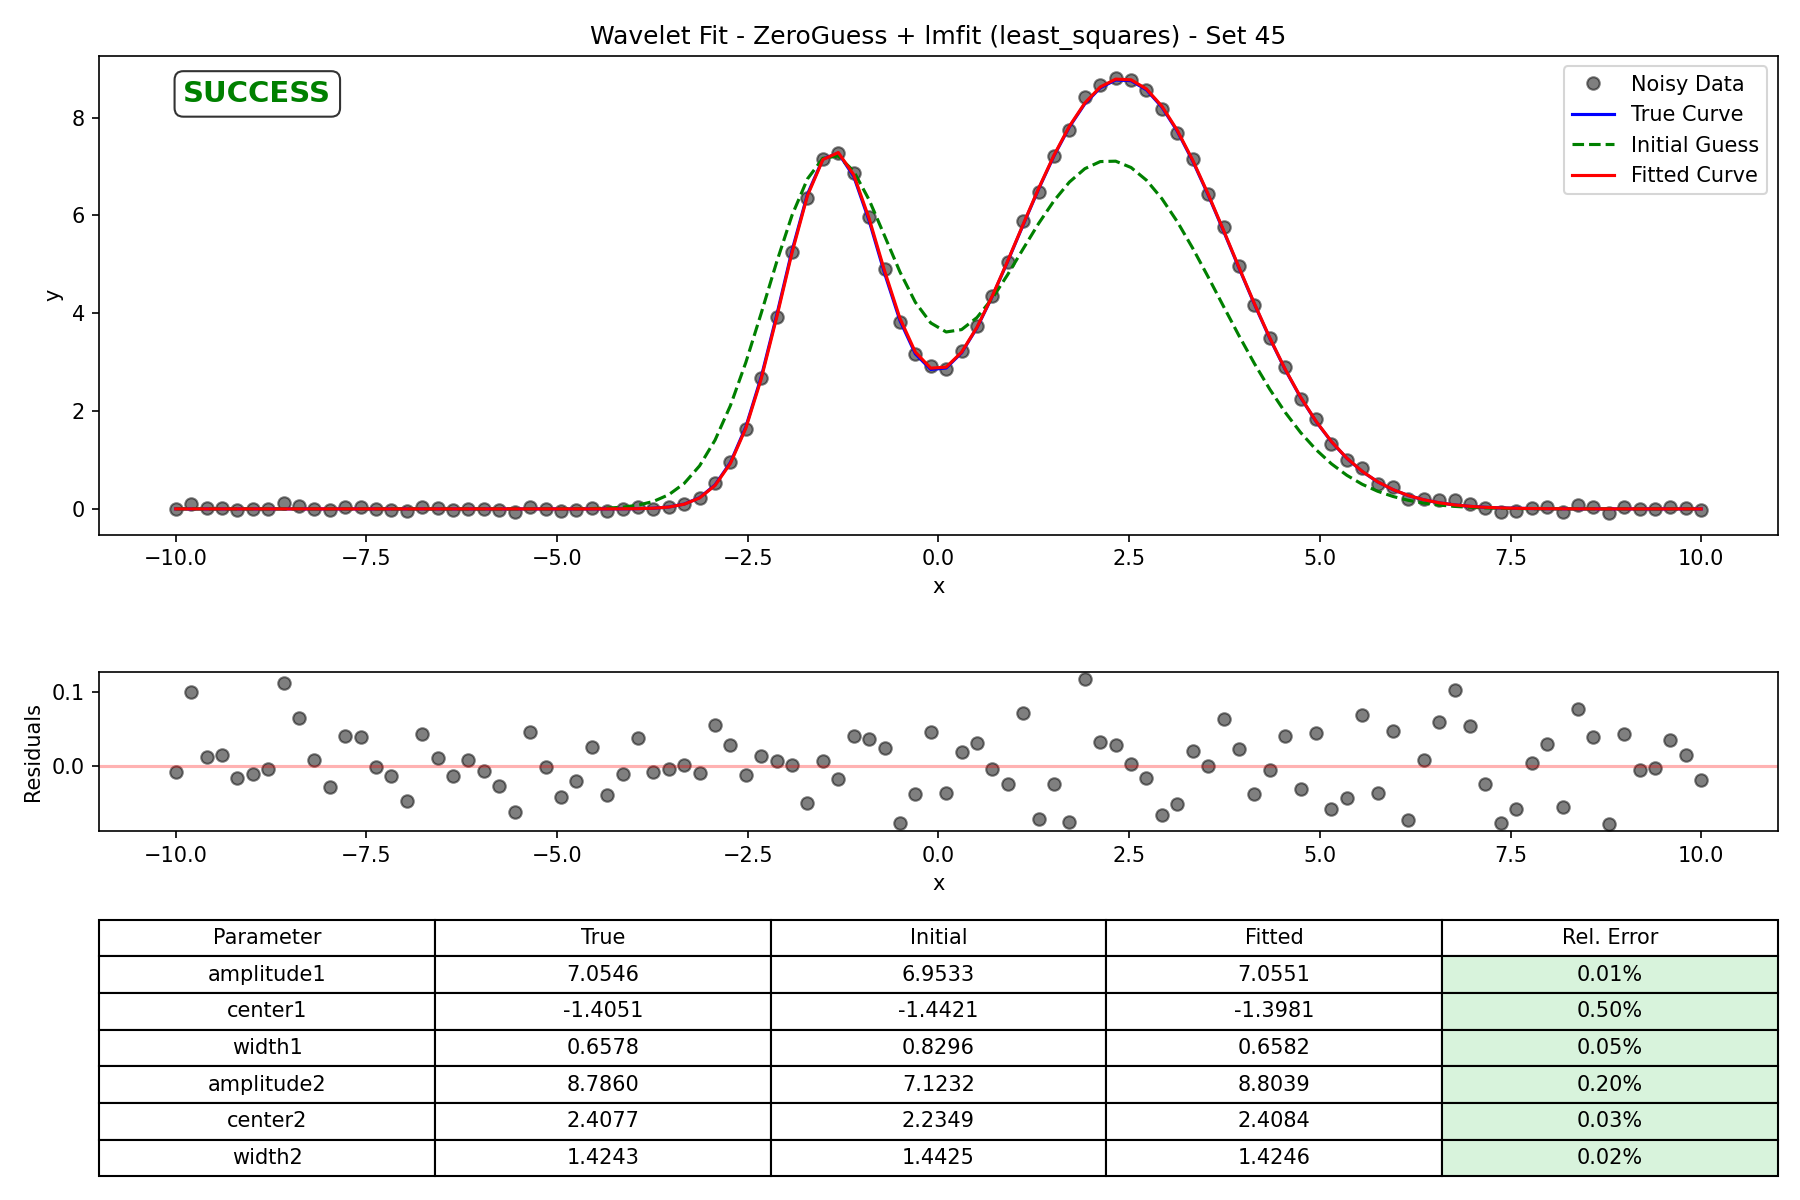 Wavelet Fit - ZeroGuess + lmfit (least_squares) - Set 45
SUCCESS
Noisy Data
True Curve
Initial Guess
Fitted Curve
y
8
6
4
2
0
−10.0 −7.5 −5.0 −2.5 0.0 2.5 5.0 7.5 10.0
x
Residuals
0.1
0.0
−10.0 −7.5 −5.0 −2.5 0.0 2.5 5.0 7.5 10.0
x
Parameter True Initial Fitted Rel. Error
amplitude1 7.0546 6.9533 7.0551 0.01%
center1 -1.4051 -1.4421 -1.3981 0.50%
width1 0.6578 0.8296 0.6582 0.05%
amplitude2 8.7860 7.1232 8.8039 0.20%
center2 2.4077 2.2349 2.4084 0.03%
width2 1.4243 1.4425 1.4246 0.02%